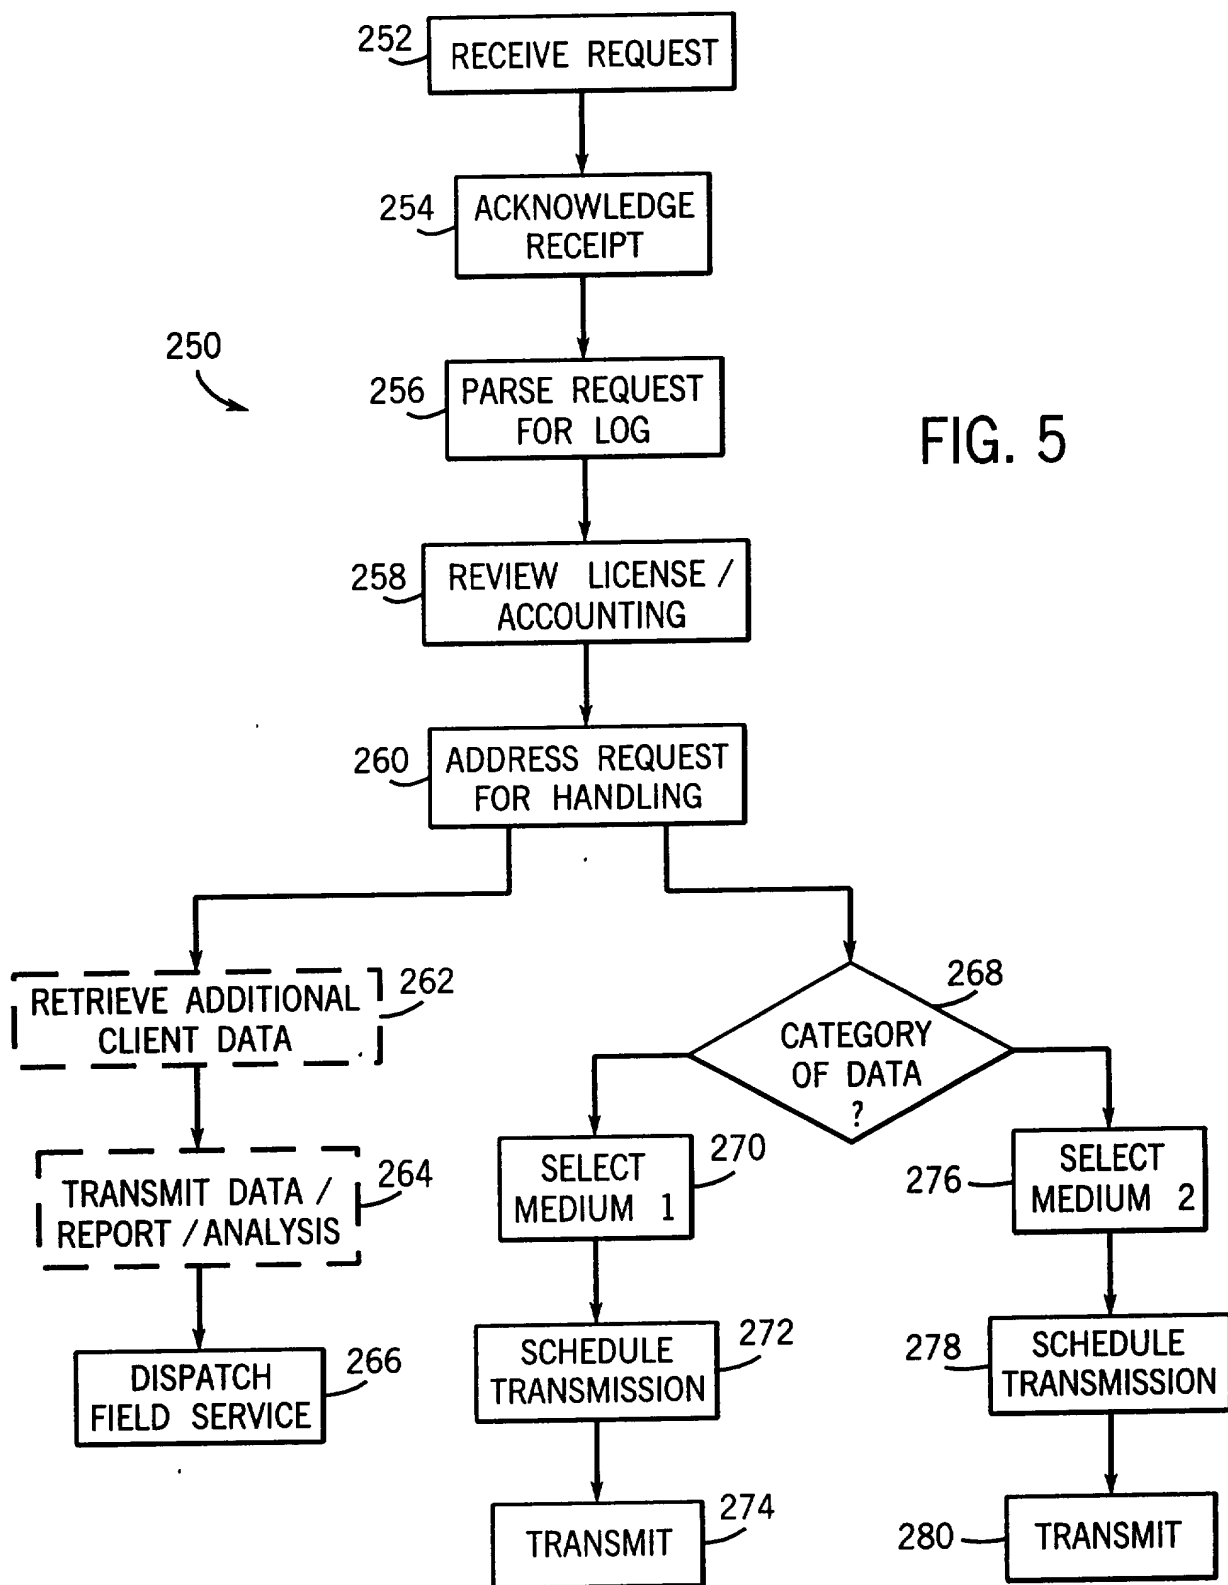 252
RECEIVE REQUEST
254
ACKNOWLEDGE
RECEIPT
250
256
PARSE REQUEST
FOR LOG
FIG. 5
258
REVIEW LICENSE /
ACCOUNTING
260
ADDRESS REQUEST
FOR HANDLING
262
RETRIEVE ADDITIONAL
CLIENT DATA
264
TRANSMIT DATA /
REPORT / ANALYSIS
266
DISPATCH
FIELD SERVICE
268
CATEGORY
OF DATA
?
270
SELECT
MEDIUM 1
272
SCHEDULE
TRANSMISSION
274
TRANSMIT
276
SELECT
MEDIUM 2
278
SCHEDULE
TRANSMISSION
280
TRANSMIT